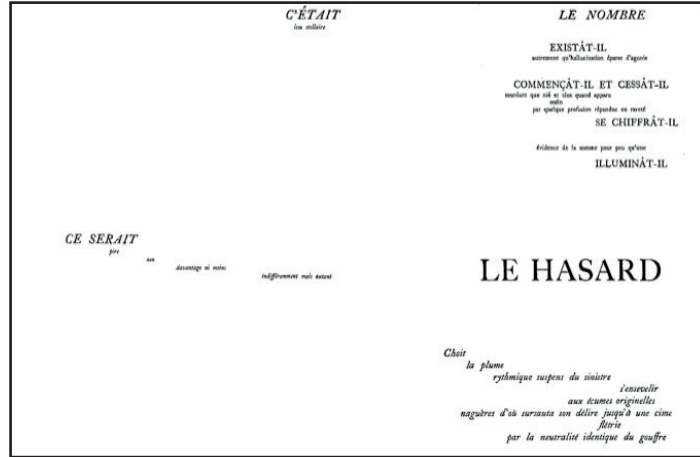 C'ÉTAIT
issu stellaire
LE NOMBRE
EXISTÂT-IL
autrement qu'hallucination éparse d'agonie
COMMENÇÂT-IL ET CESSÂT-IL
sourdant que nié et clos quand apparu
enfin
par quelque profusion répandue en rareté
SE CHIFFRÂT-IL
évidence de la somme pour peu qu'une
ILLUMINÂT-IL
CE SERAIT
pire
non
davantage ni moins
indifféremment mais autant
LE HASARD
Choit
la plume
rythmique suspens du sinistre
s'ensevelir
aux écumes originelles
naguères d'où sursauta son délire jusqu'à une cime
flétrie
par la neutralité identique du gouffre